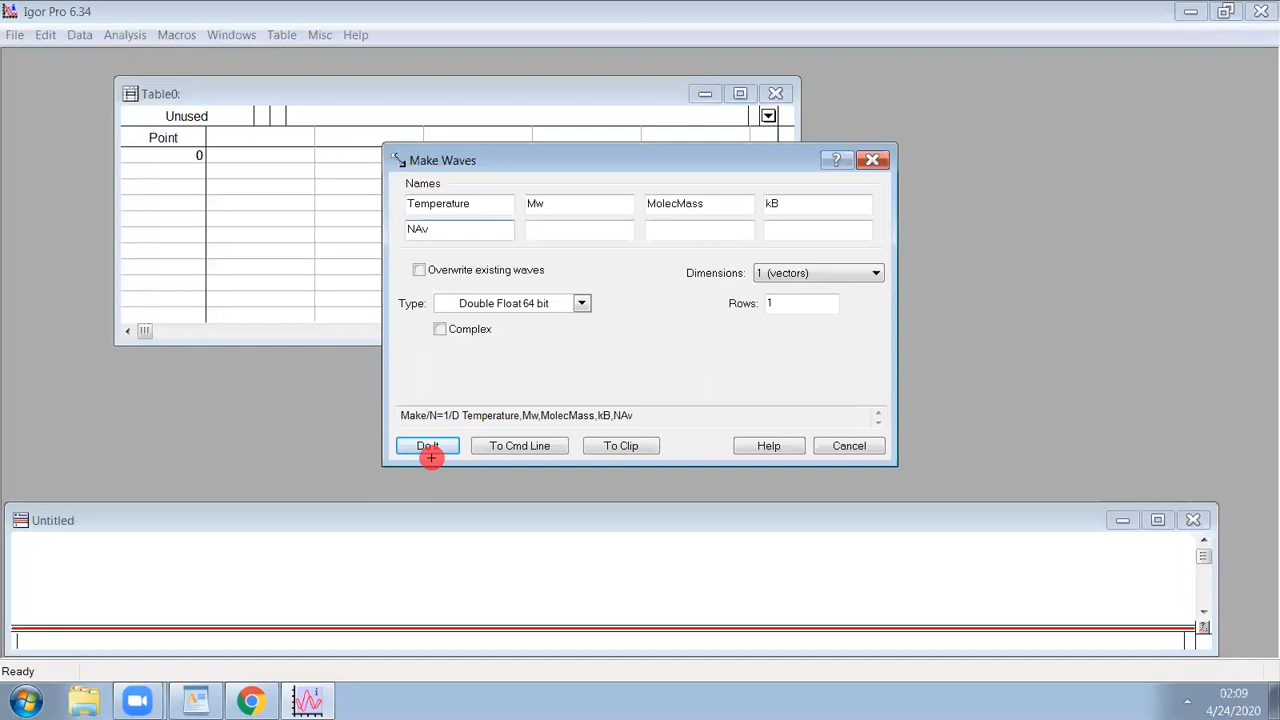 Igor Pro 6.34
File Edit Data Analysis Macros Windows Table Misc Help
Table0:
Unused
Point
0
Make Waves
?
Names
Temperature Mw MolecMass kB
NAv
Overwrite existing waves
Dimensions: 1 (vectors)
Type: Double Float 64 bit
Rows: 1
Complex
Make/N=1/D Temperature,Mw,MolecMass,kB,NAv
Do It To Cmd Line To Clip Help Cancel
Untitled
Ready
02:09
4/24/2020